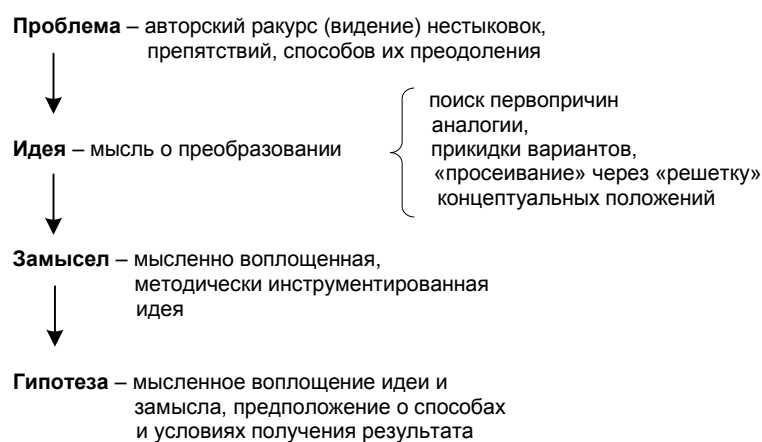 Проблема – авторский ракурс (видение) нестыковок,
препятствий, способов их преодоления
Идея – мысль о преобразовании
поиск первопричин
аналогии,
прикидки вариантов,
«просеивание» через «решетку»
концептуальных положений
Замысел – мысленно воплощенная,
методически инструментированная
идея
Гипотеза – мысленное воплощение идеи и
замысла, предположение о способах
и условиях получения результата